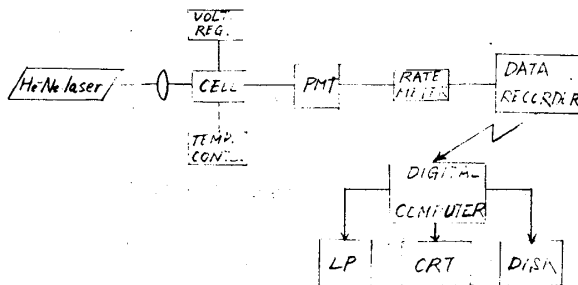 VOLT.
REG.
He-Ne laser
CELL
PMT
RATE
METER
DATA
RECORDER
TEMP.
CONT.
DIGITAL
COMPUTER
LP
CRT
DISK